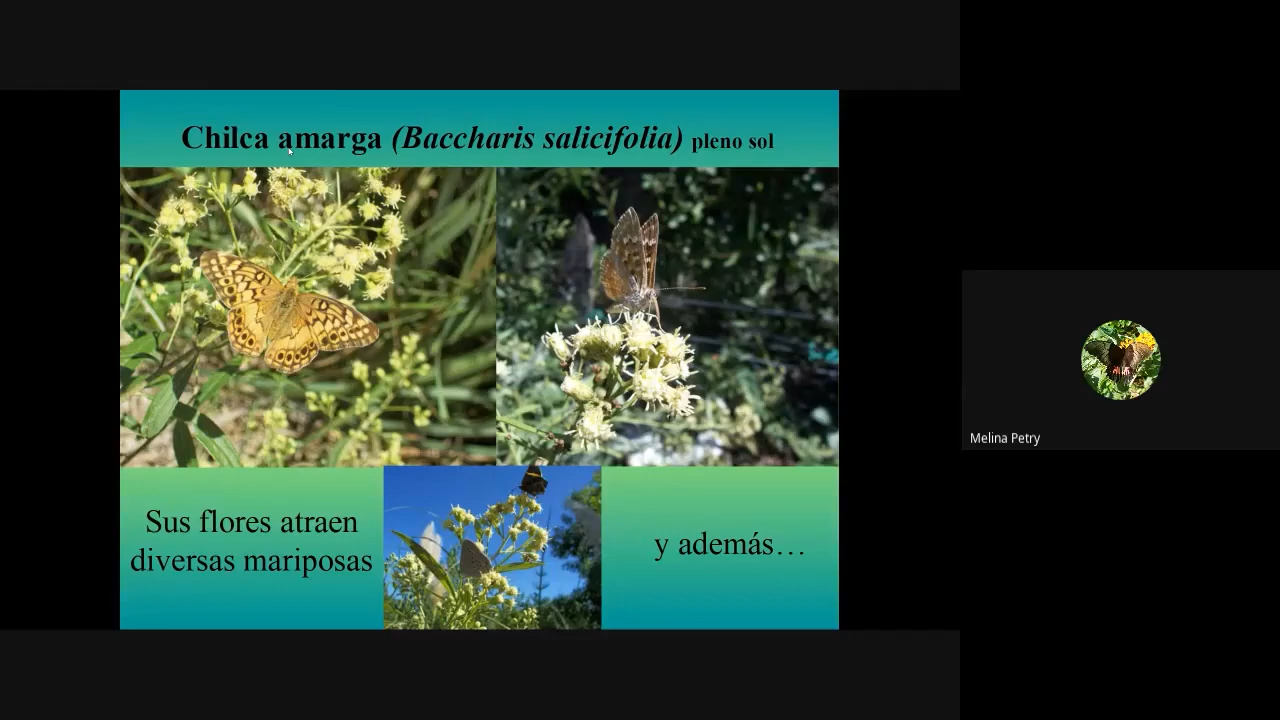 Chilca amarga (Baccharis salicifolia) pleno sol
Sus flores atraen
diversas mariposas
y además…
Melina Petry